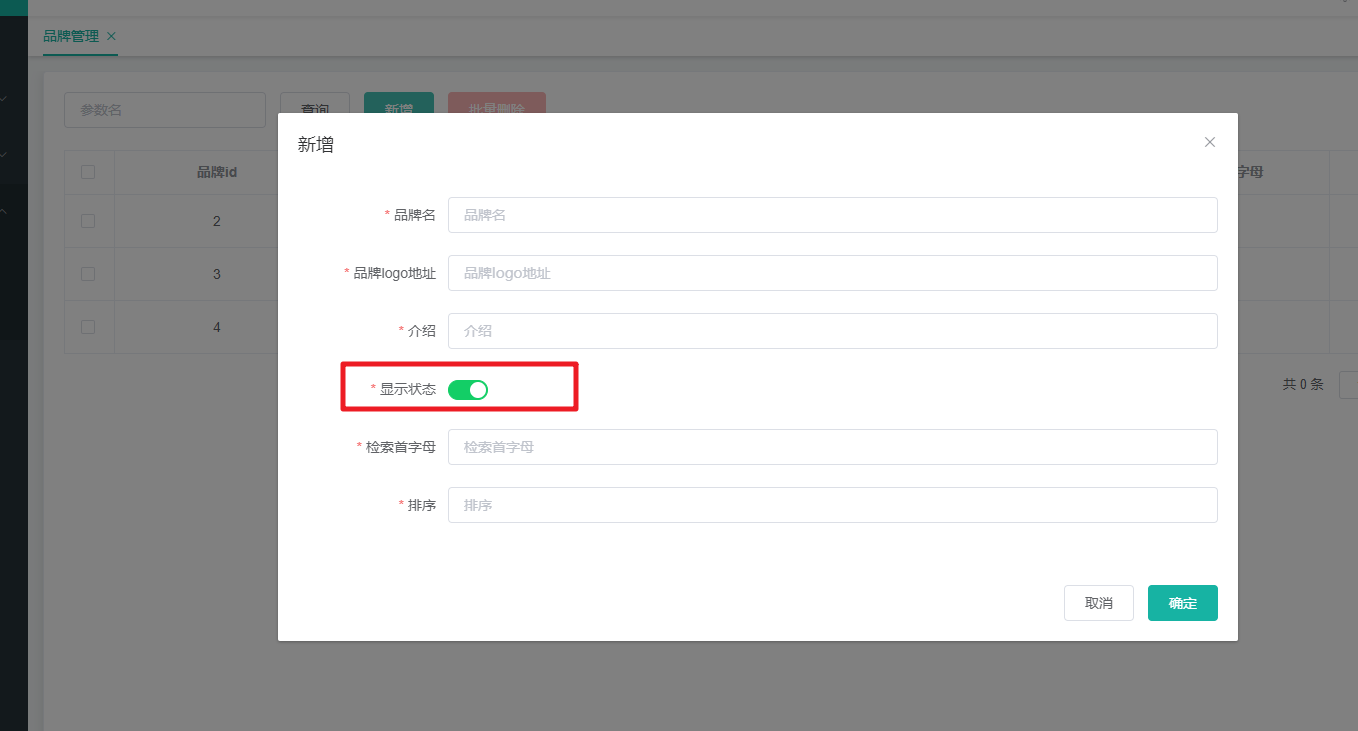 品牌管理 ×
参数名
查询
新增
批量删除
品牌id
字母
2
3
4
共 0 条
新增
* 品牌名
品牌名
* 品牌logo地址
品牌logo地址
* 介绍
介绍
* 显示状态
* 检索首字母
检索首字母
* 排序
排序
取消
确定